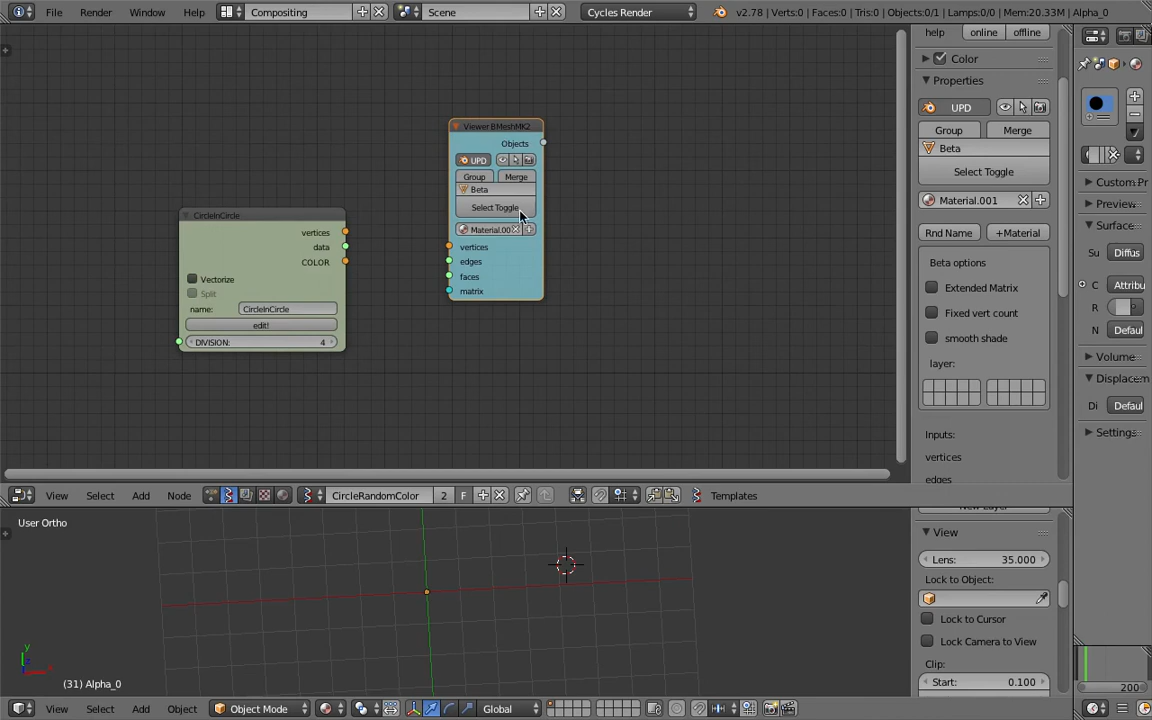 File Render Window Help Compositing Scene Cycles Render v2.78 | Verts:0 | Faces:0 | Tris:0 | Objects:0/1 | Lamps:0/0 | Mem:20.33M | Alpha_0
help online offline
Color
Properties
UPD
Group Merge
Beta
Select Toggle
Material.001
Rnd Name +Material
Beta options
Extended Matrix
Fixed vert count
smooth shade
layer:
Inputs:
vertices
edges
Custom Pr
Preview
Surface
Su Diffus
C Attribu
R
N Defaul
Volume
Displacem
Di Defaul
Settings
Viewer BMeshMK2
Objects
UPD
Group Merge
Beta
Select Toggle
Material.00
vertices
edges
faces
matrix
CircleInCircle
vertices
data
COLOR
Vectorize
Split
name: CircleInCircle
edit!
DIVISION: 4
View Select Add Node CircleRandomColor 2 F Templates
User Ortho
y
x
(31) Alpha_0
New Layer
View
Lens: 35.000
Lock to Object:
Lock to Cursor
Lock Camera to View
Clip:
Start: 0.100
200
View Select Add Object Object Mode Global